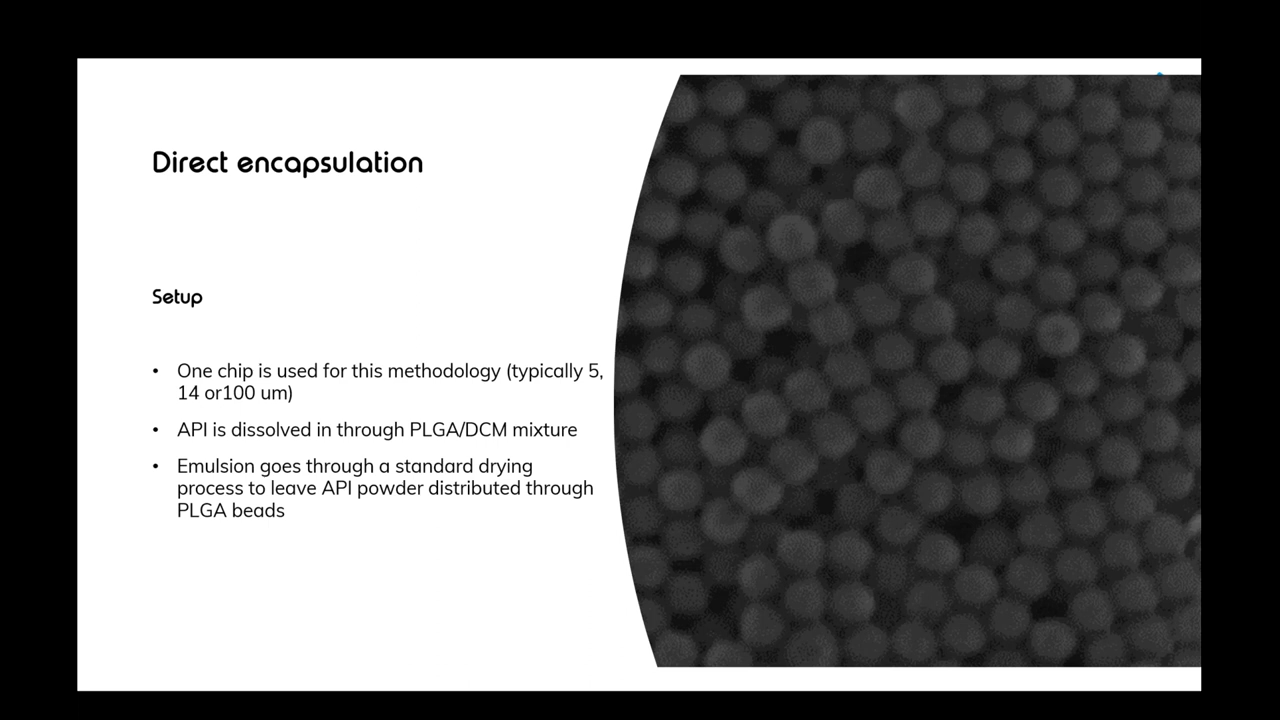 Direct encapsulation
Setup
• One chip is used for this methodology (typically 5,
14 or100 um)
• API is dissolved in through PLGA/DCM mixture
• Emulsion goes through a standard drying
process to leave API powder distributed through
PLGA beads